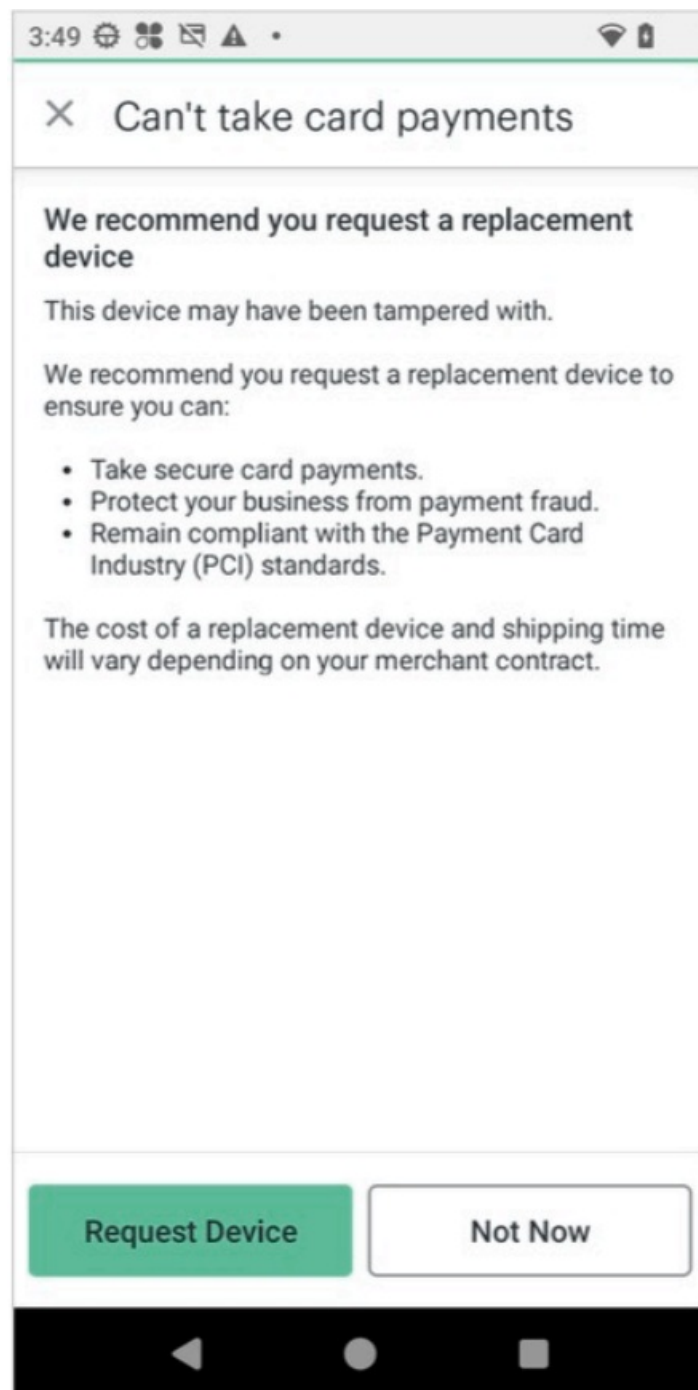 3:49
Can't take card payments
We recommend you request a replacement
device
This device may have been tampered with.
We recommend you request a replacement device to
ensure you can:
• Take secure card payments.
• Protect your business from payment fraud.
• Remain compliant with the Payment Card
Industry (PCI) standards.
The cost of a replacement device and shipping time
will vary depending on your merchant contract.
Request Device
Not Now